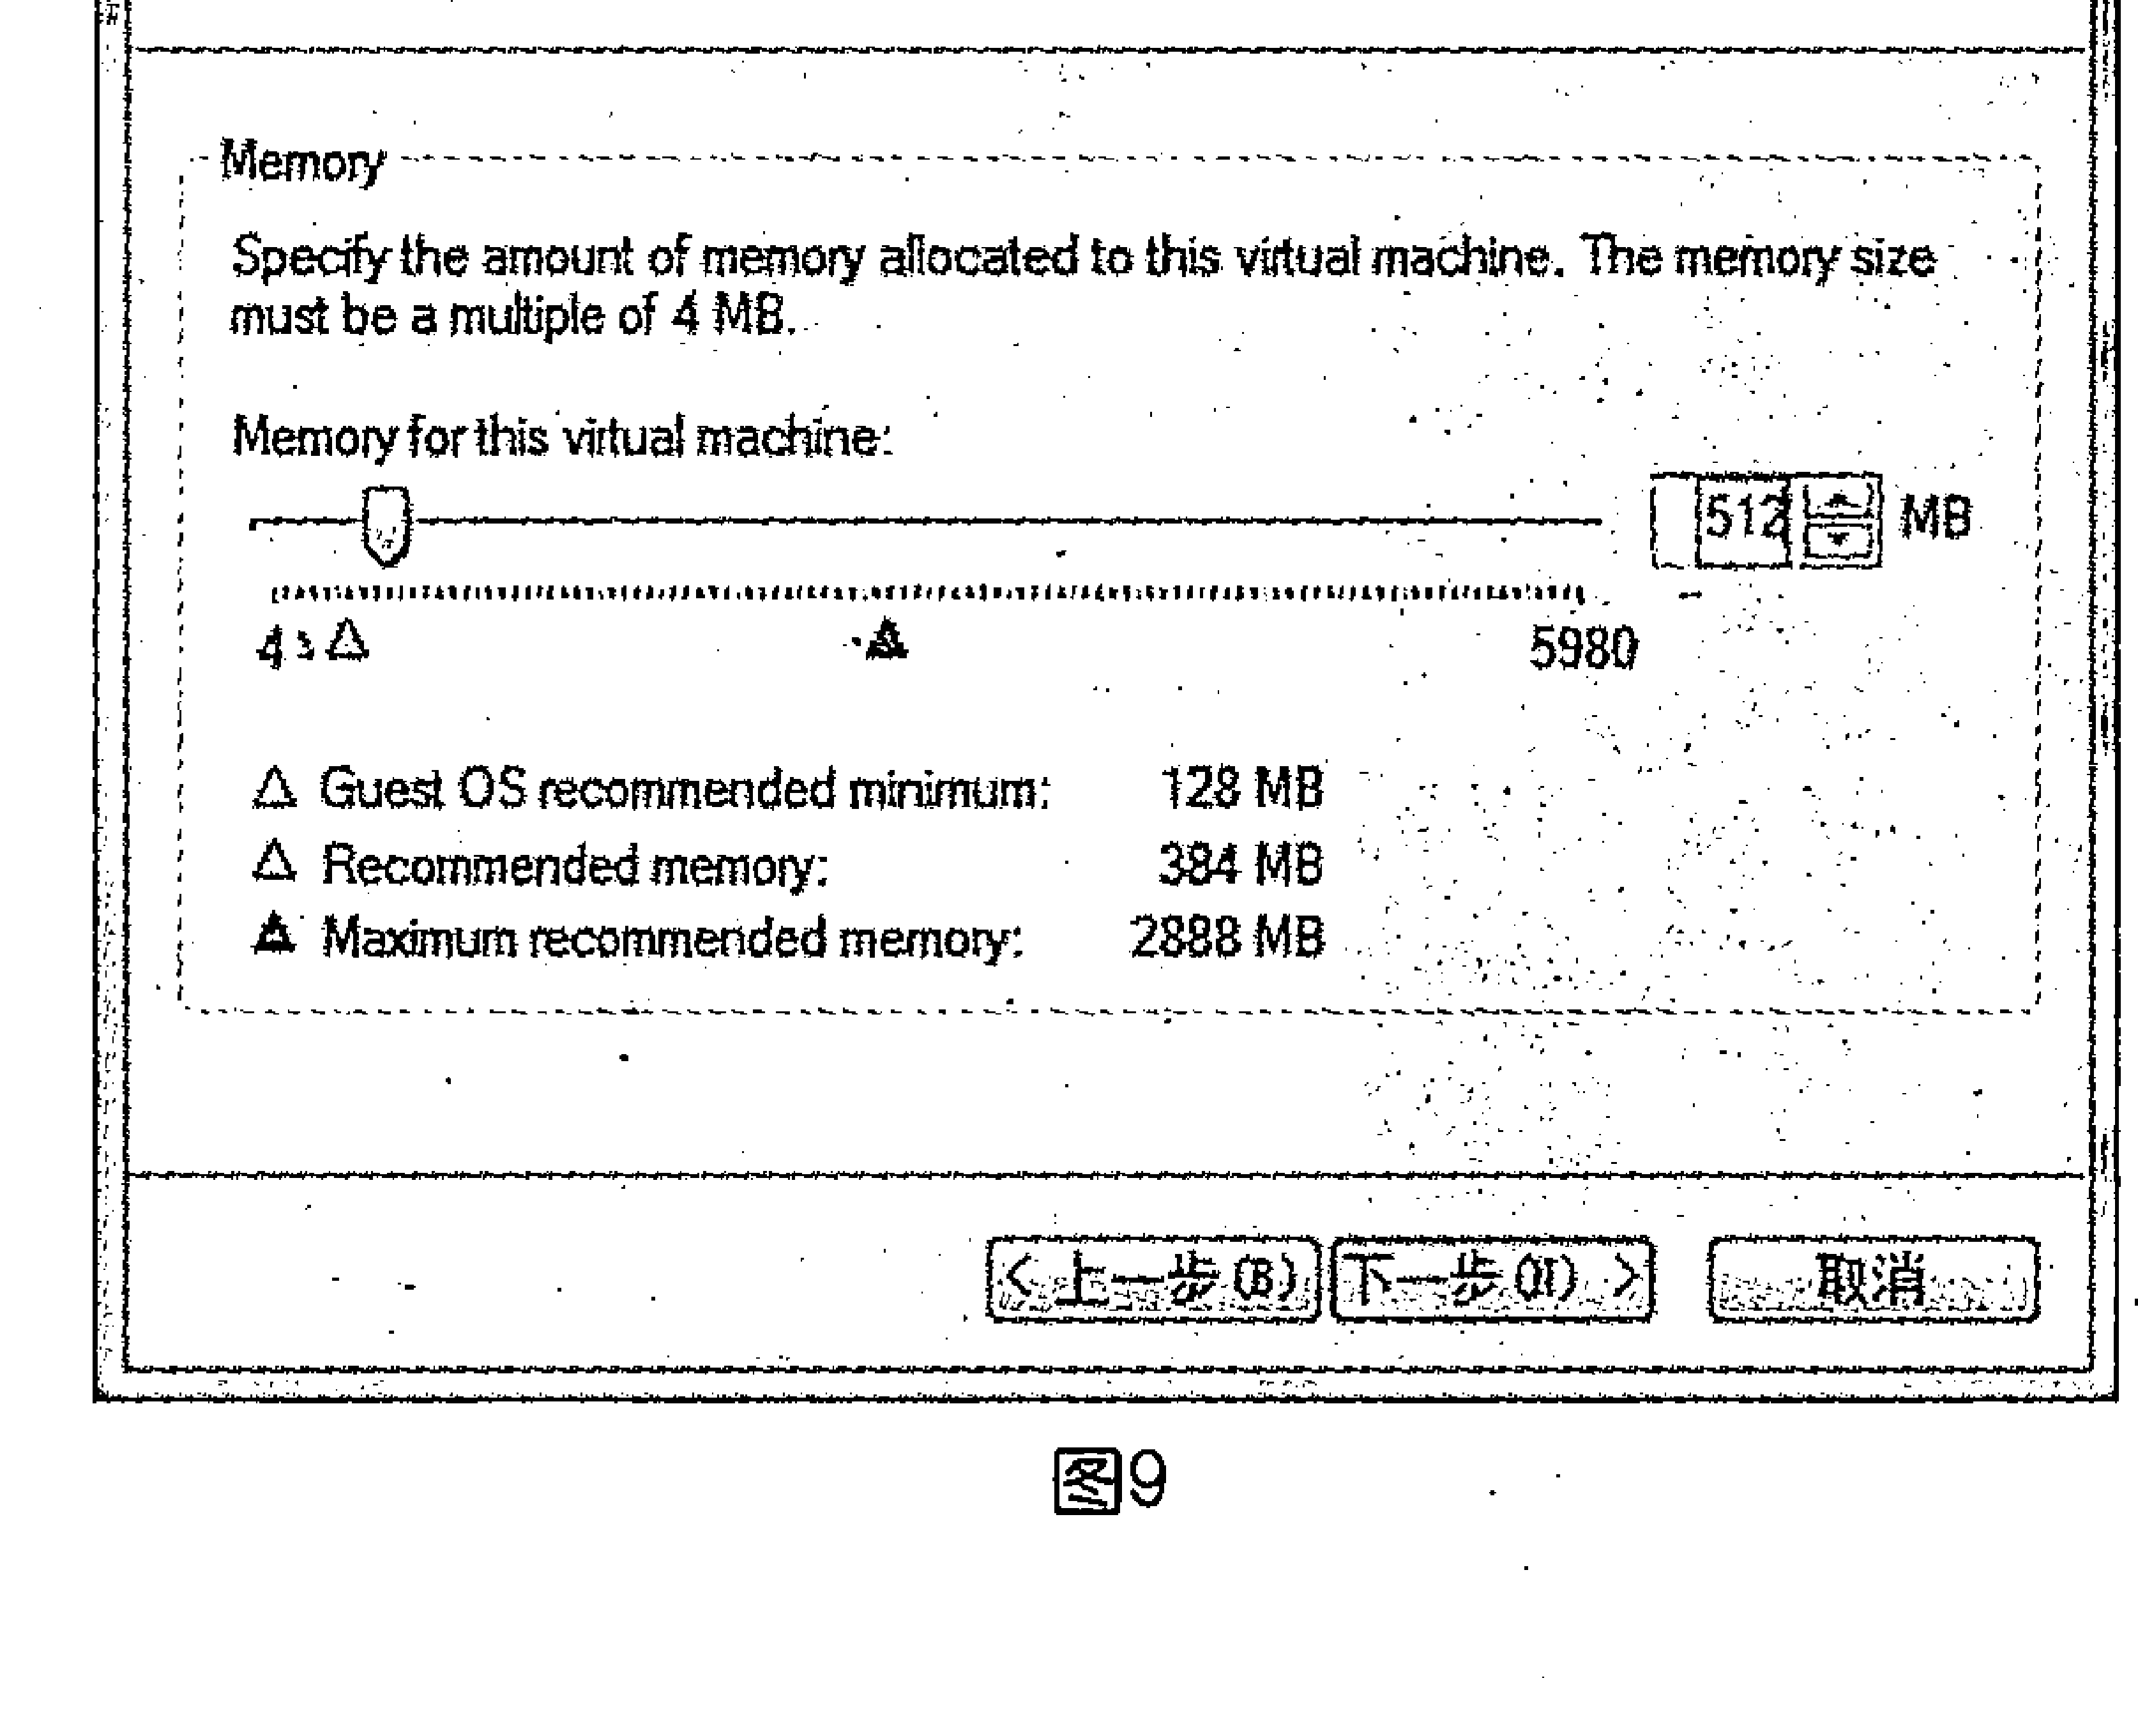 Memory
Specify the amount of memory allocated to this virtual machine. The memory size
must be a multiple of 4 MB.
Memory for this virtual machine:
512 MB
4 5980
Guest OS recommended minimum: 128 MB
Recommended memory: 384 MB
Maximum recommended memory: 2888 MB
< 上一步(B) 下一步(N) > 取消
图9